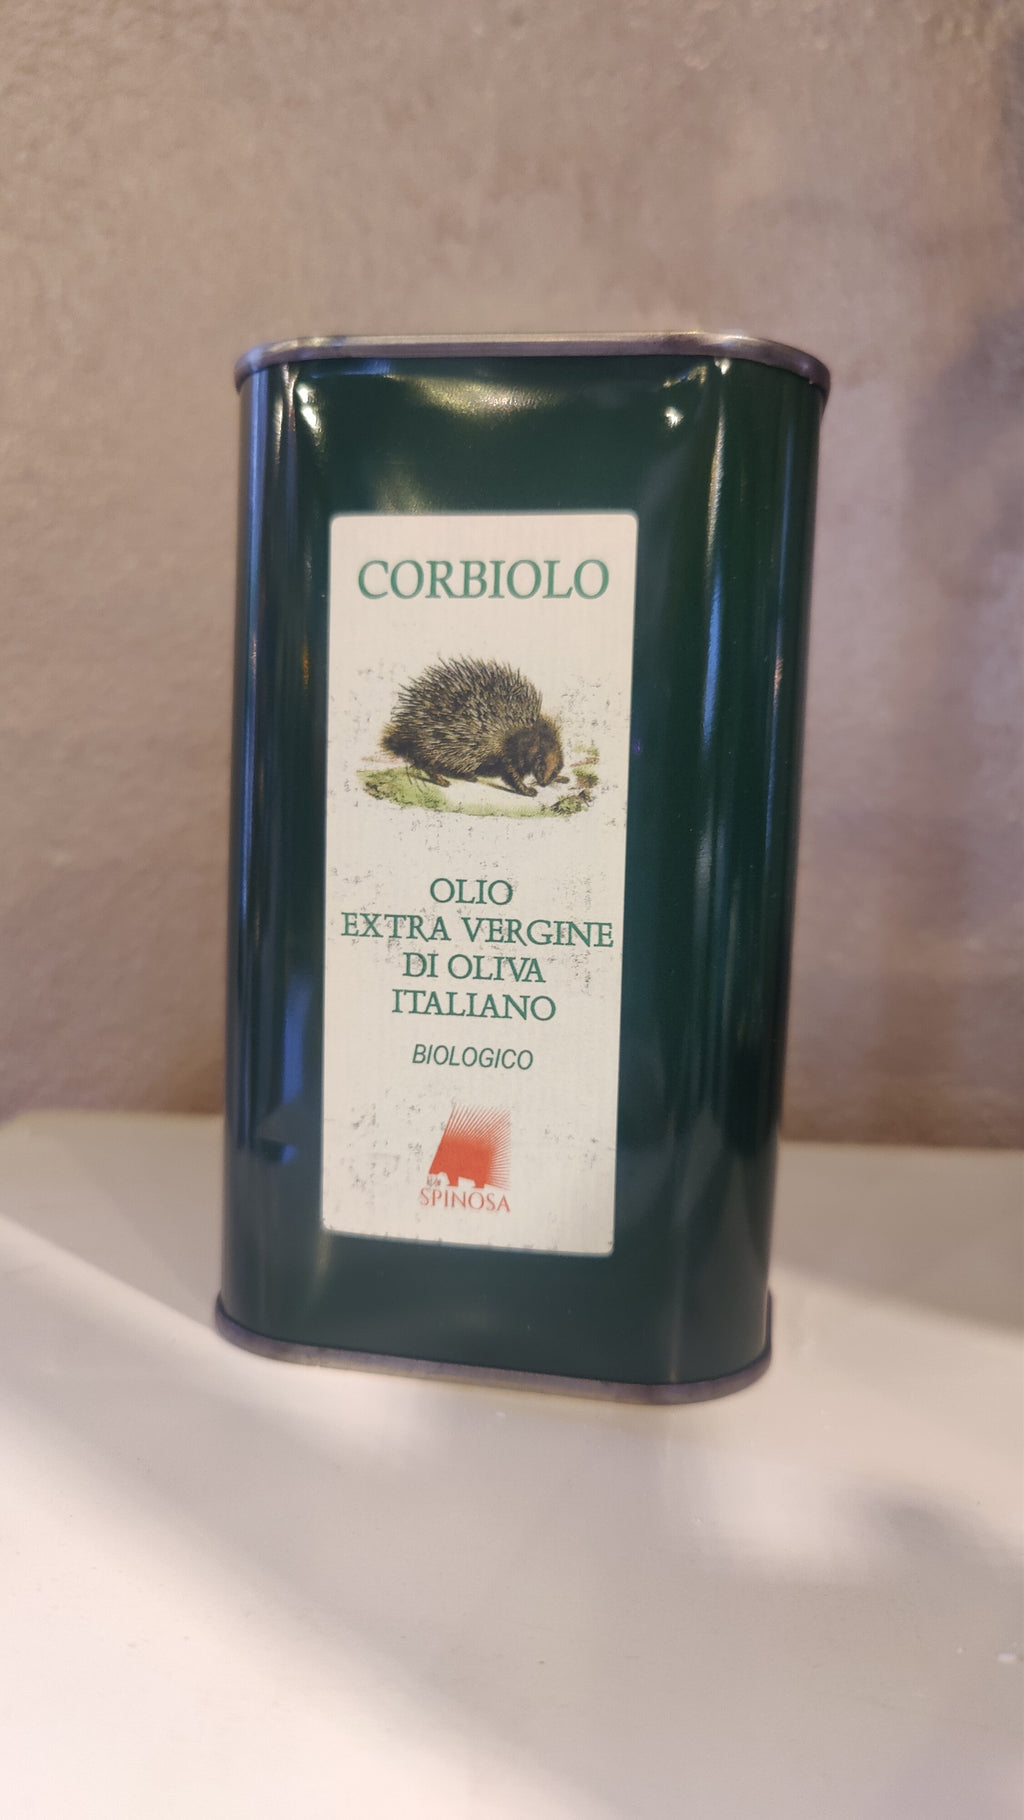 CORBIOLO
OLIO
EXTRA VERGINE
DI OLIVA
ITALIANO
BIOLOGICO
SPINOSA